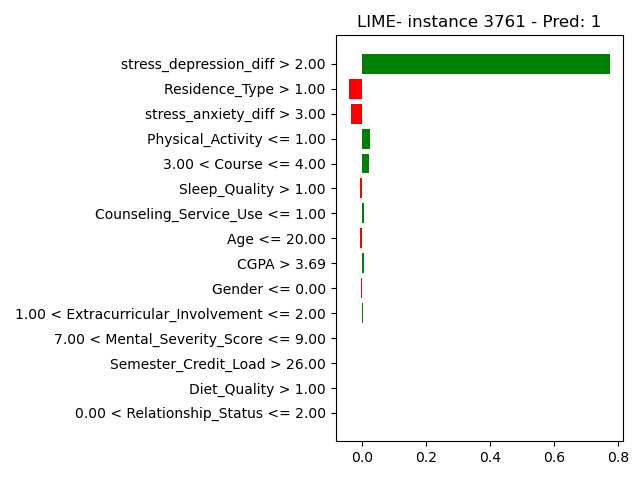 LIME- instance 3761 - Pred: 1
stress_depression_diff > 2.00
Residence_Type > 1.00
stress_anxiety_diff > 3.00
Physical_Activity <= 1.00
3.00 < Course <= 4.00
Sleep_Quality > 1.00
Counseling_Service_Use <= 1.00
Age <= 20.00
CGPA > 3.69
Gender <= 0.00
1.00 < Extracurricular_Involvement <= 2.00
7.00 < Mental_Severity_Score <= 9.00
Semester_Credit_Load > 26.00
Diet_Quality > 1.00
0.00 < Relationship_Status <= 2.00
0.0 0.2 0.4 0.6 0.8